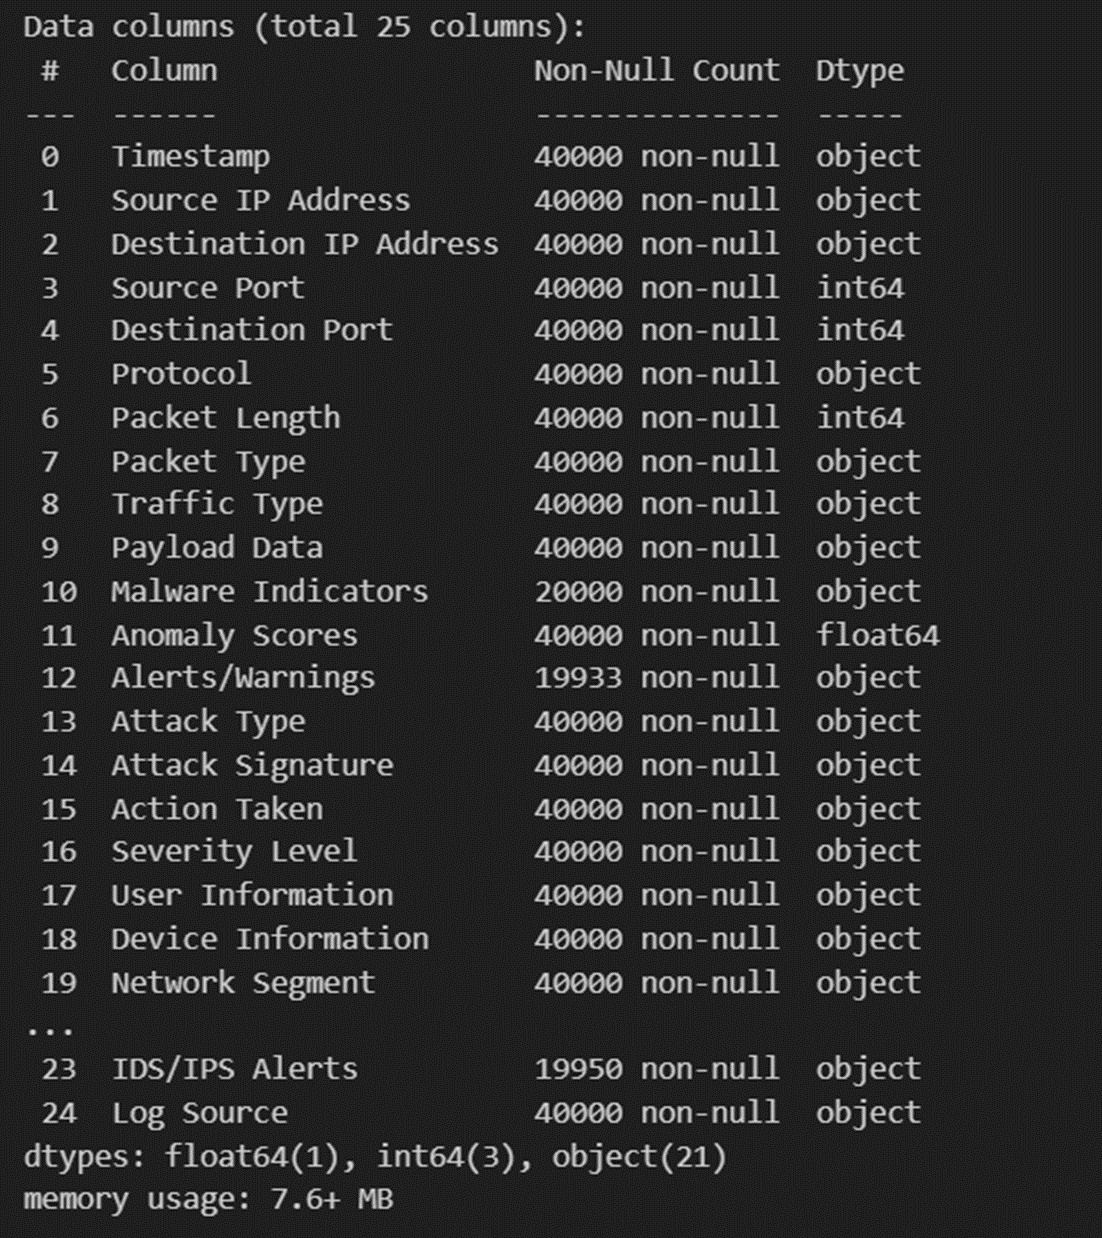 Data columns (total 25 columns):
 #   Column                  Non-Null Count  Dtype
---  ------                  --------------  -----
 0   Timestamp               40000 non-null  object
 1   Source IP Address       40000 non-null  object
 2   Destination IP Address  40000 non-null  object
 3   Source Port             40000 non-null  int64
 4   Destination Port        40000 non-null  int64
 5   Protocol                40000 non-null  object
 6   Packet Length           40000 non-null  int64
 7   Packet Type             40000 non-null  object
 8   Traffic Type            40000 non-null  object
 9   Payload Data            40000 non-null  object
 10  Malware Indicators      20000 non-null  object
 11  Anomaly Scores          40000 non-null  float64
 12  Alerts/Warnings         19933 non-null  object
 13  Attack Type             40000 non-null  object
 14  Attack Signature        40000 non-null  object
 15  Action Taken            40000 non-null  object
 16  Severity Level          40000 non-null  object
 17  User Information        40000 non-null  object
 18  Device Information      40000 non-null  object
 19  Network Segment         40000 non-null  object
...
 23  IDS/IPS Alerts          19950 non-null  object
 24  Log Source              40000 non-null  object
dtypes: float64(1), int64(3), object(21)
memory usage: 7.6+ MB